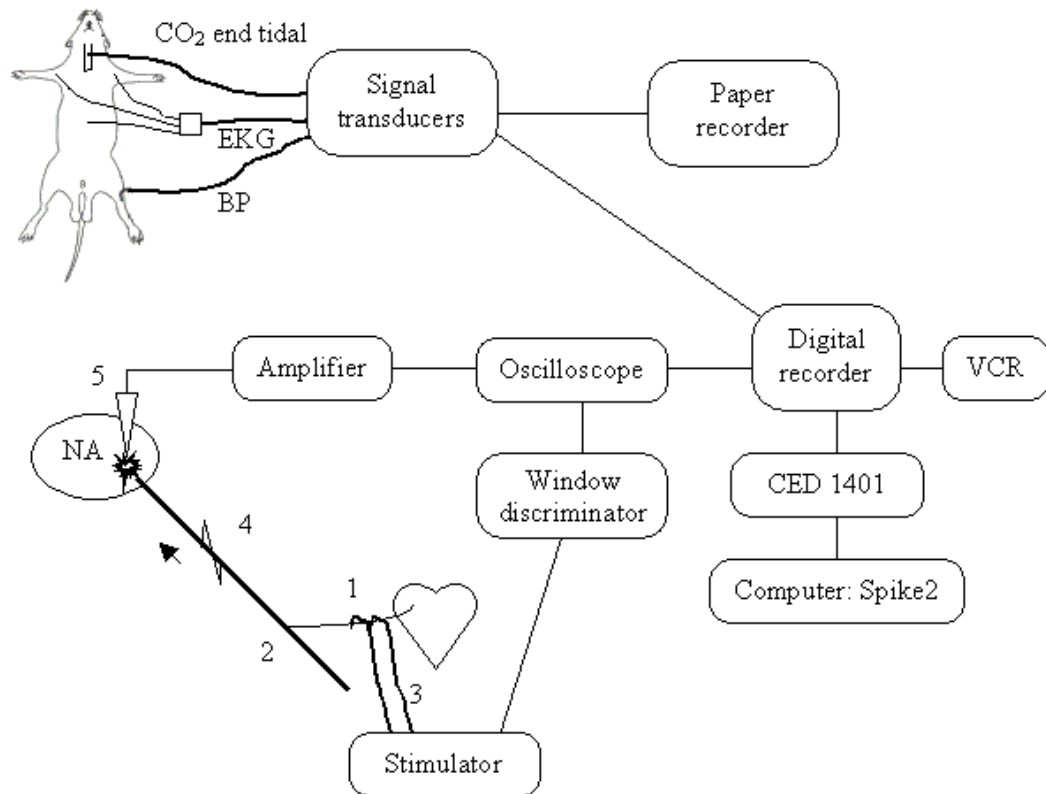 CO₂ end tidal
Signal
transducers
Paper
recorder
EKG
BP
Digital
recorder
VCR
Amplifier
Oscilloscope
5
NA
Window
discriminator
CED 1401
4
Computer: Spike2
1
2
3
Stimulator